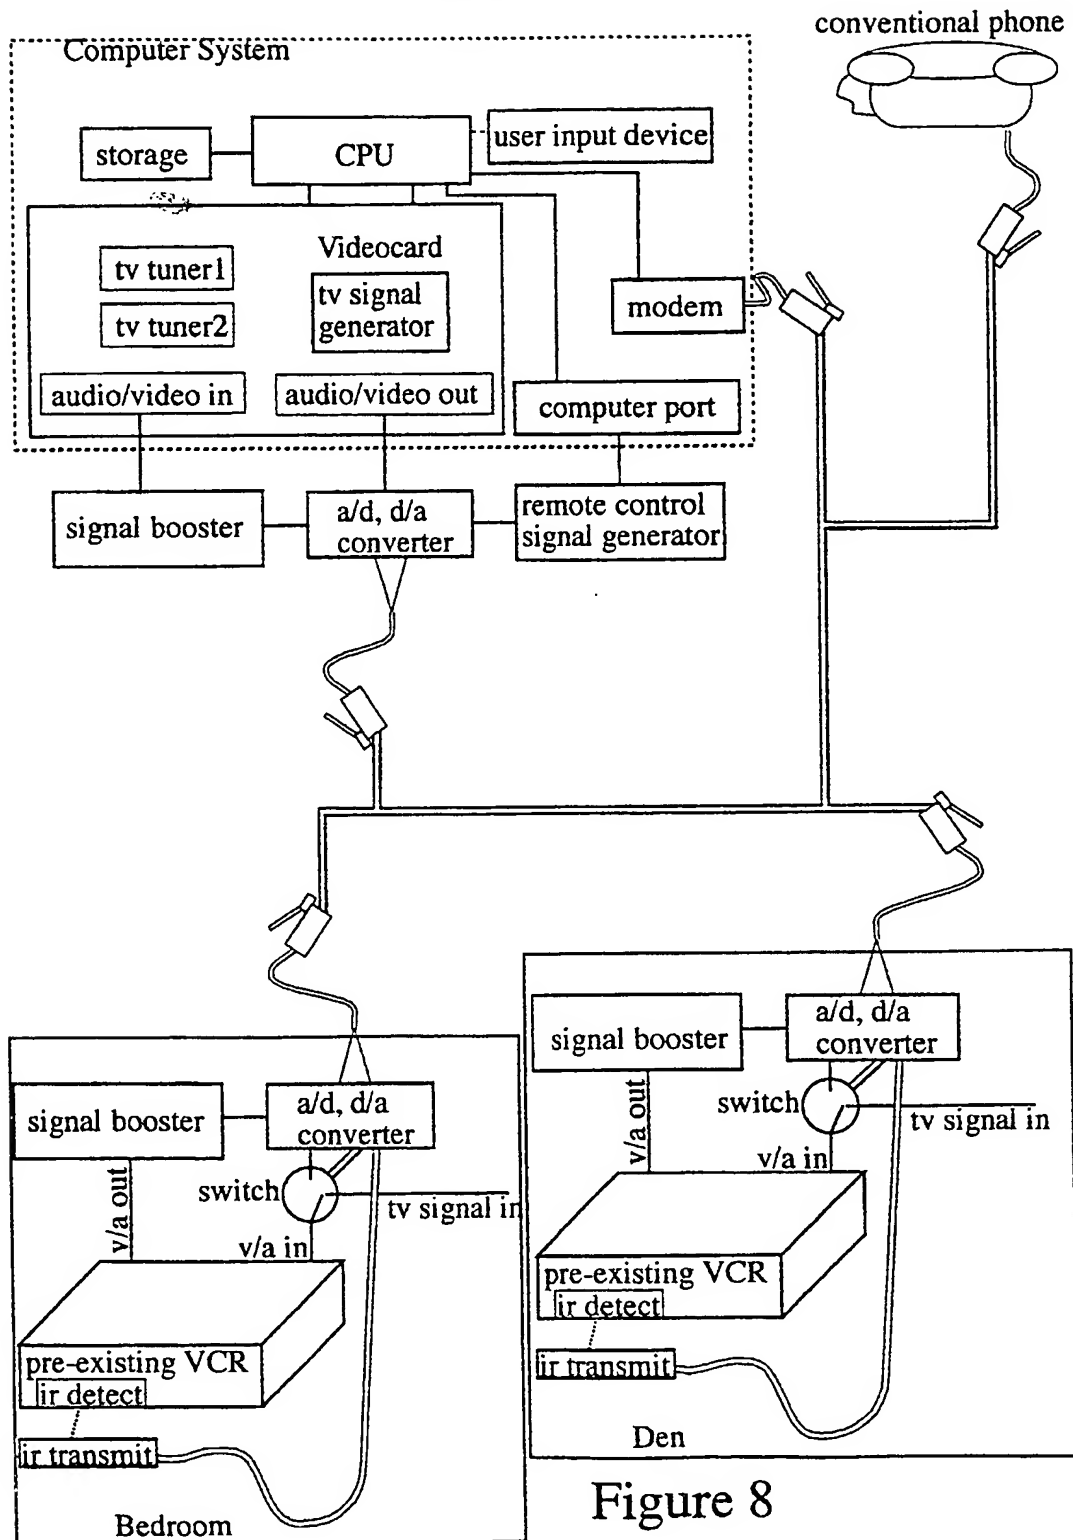 conventional phone
Computer System
storage
CPU
user input device
Videocard
tv tuner1
tv tuner2
tv signal
generator
modem
audio/video in
audio/video out
computer port
signal booster
a/d, d/a
converter
remote control
signal generator
signal booster
a/d, d/a
converter
switch
tv signal in
v/a out
v/a in
pre-existing VCR
ir detect
ir transmit
Den
signal booster
a/d, d/a
converter
switch
tv signal in
v/a out
v/a in
pre-existing VCR
ir detect
ir transmit
Bedroom
Figure 8